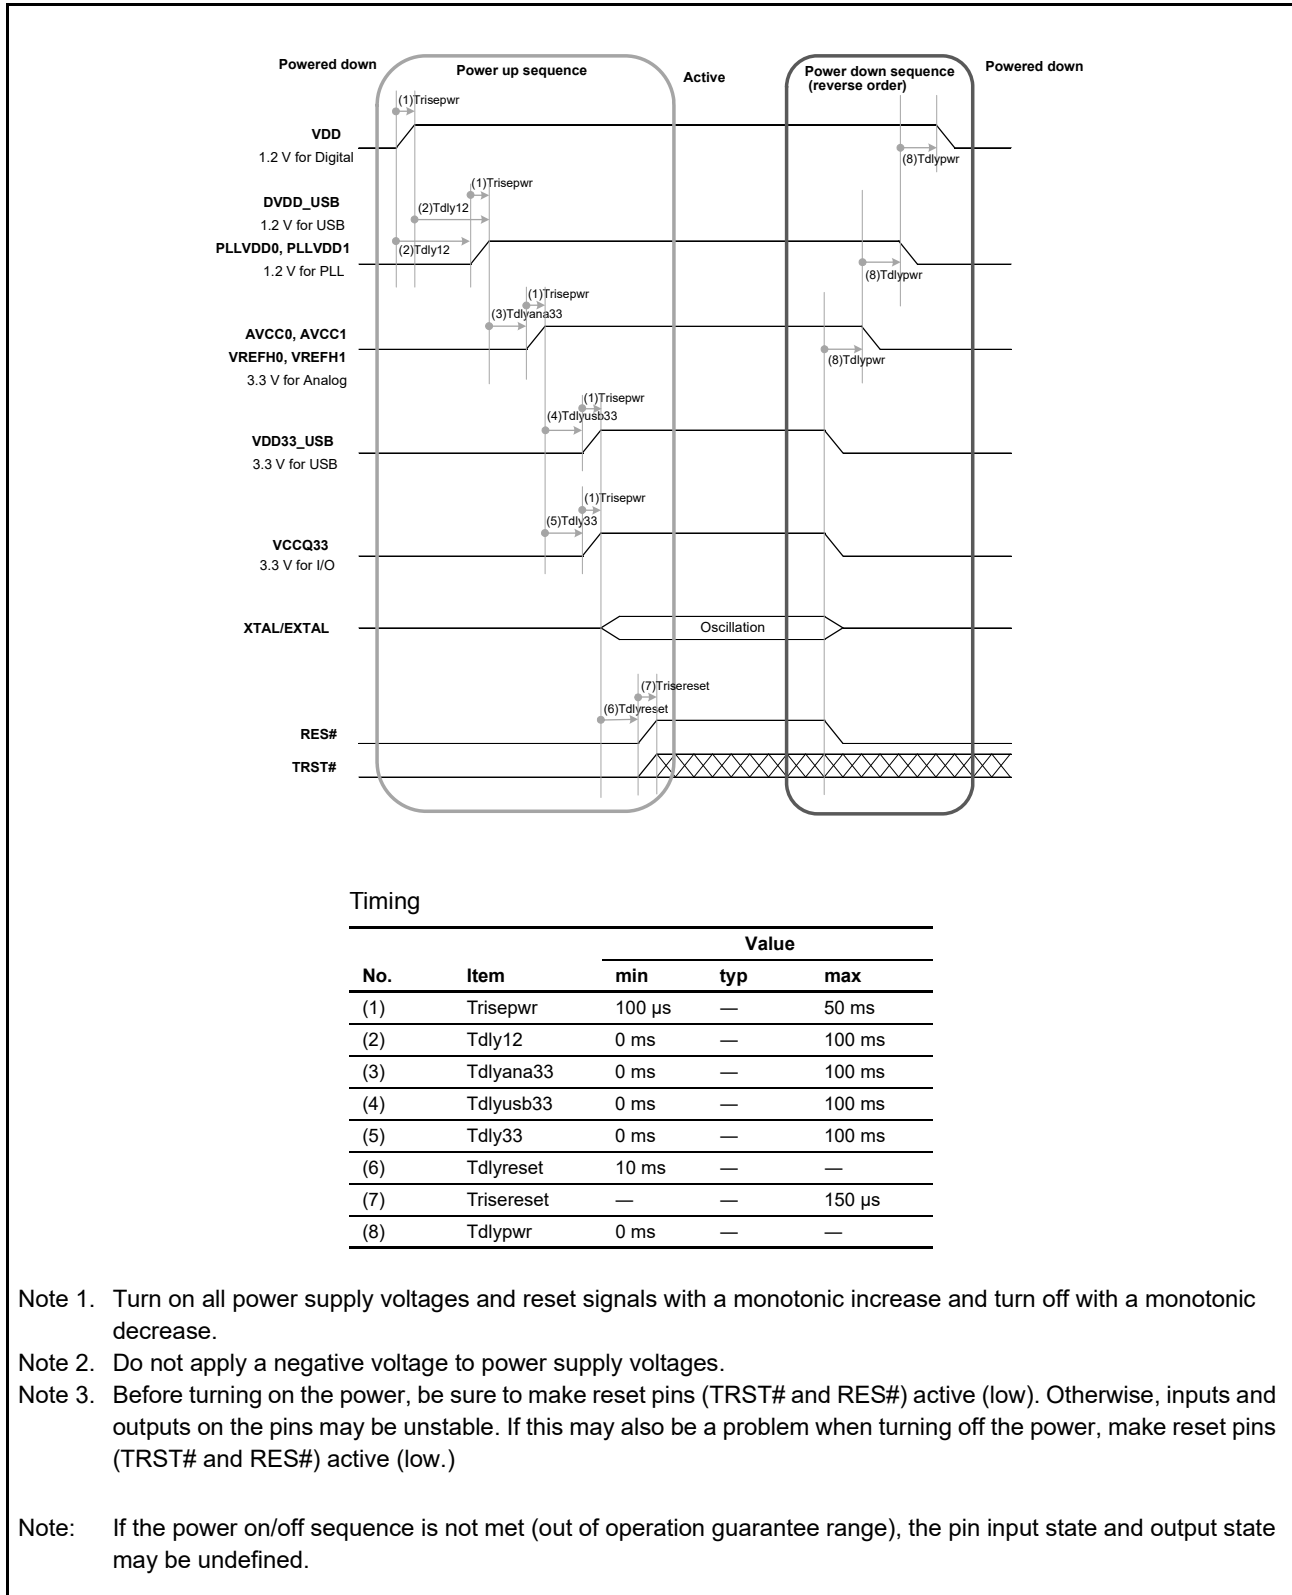 Powered down
Power up sequence
Active
Power down sequence
(reverse order)
Powered down
(1)Trisepwr
VDD
1.2 V for Digital
(8)Tdlypwr
(1)Trisepwr
DVDD_USB
(2)Tdly12
1.2 V for USB
PLLVDD0, PLLVDD1
(2)Tdly12
1.2 V for PLL
(8)Tdlypwr
(1)Trisepwr
(3)Tdlyana33
AVCC0, AVCC1
VREFH0, VREFH1
(8)Tdlypwr
3.3 V for Analog
(1)Trisepwr
(4)Tdlyusb33
VDD33_USB
3.3 V for USB
(1)Trisepwr
(5)Tdly33
VCCQ33
3.3 V for I/O
XTAL/EXTAL
Oscillation
(7)Trisereset
(6)Tdlyreset
RES#
TRST#
Timing
Value
No. Item min typ max
(1) Trisepwr 100 µs — 50 ms
(2) Tdly12 0 ms — 100 ms
(3) Tdlyana33 0 ms — 100 ms
(4) Tdlyusb33 0 ms — 100 ms
(5) Tdly33 0 ms — 100 ms
(6) Tdlyreset 10 ms — —
(7) Trisereset — — 150 µs
(8) Tdlypwr 0 ms — —
Note 1. Turn on all power supply voltages and reset signals with a monotonic increase and turn off with a monotonic
decrease.
Note 2. Do not apply a negative voltage to power supply voltages.
Note 3. Before turning on the power, be sure to make reset pins (TRST# and RES#) active (low). Otherwise, inputs and
outputs on the pins may be unstable. If this may also be a problem when turning off the power, make reset pins
(TRST# and RES#) active (low.)
Note: If the power on/off sequence is not met (out of operation guarantee range), the pin input state and output state
may be undefined.